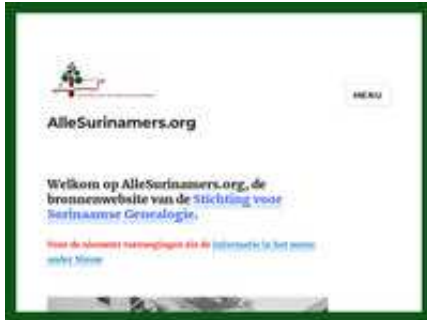 MENU
AlleSurinamers.org
Welkom op AlleSurinamers.org, de
bronnenwebsite van de Stichting voor
Surinaamse Genealogie.
Voor de nieuwste toevoegingen zie de informatie in het menu
onder Nieuw